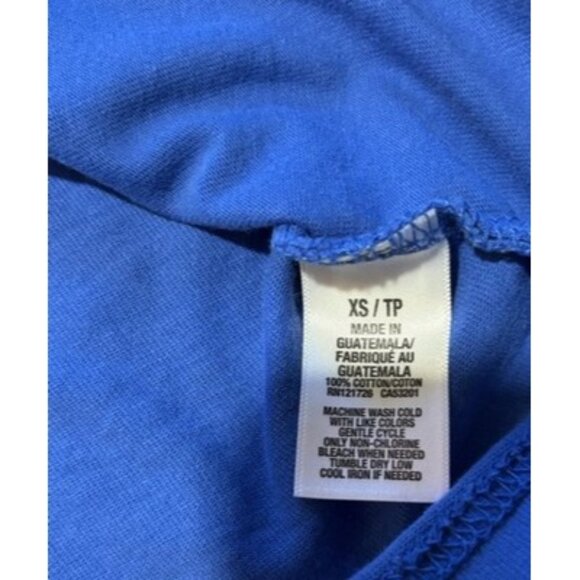 XS / TP
MADE IN
GUATEMALA/
FABRIQUÉ AU
GUATEMALA
100% COTTON/COTON
RN121726 CA53201
MACHINE WASH COLD
WITH LIKE COLORS
GENTLE CYCLE
ONLY NON-CHLORINE
BLEACH WHEN NEEDED
TUMBLE DRY LOW
COOL IRON IF NEEDED